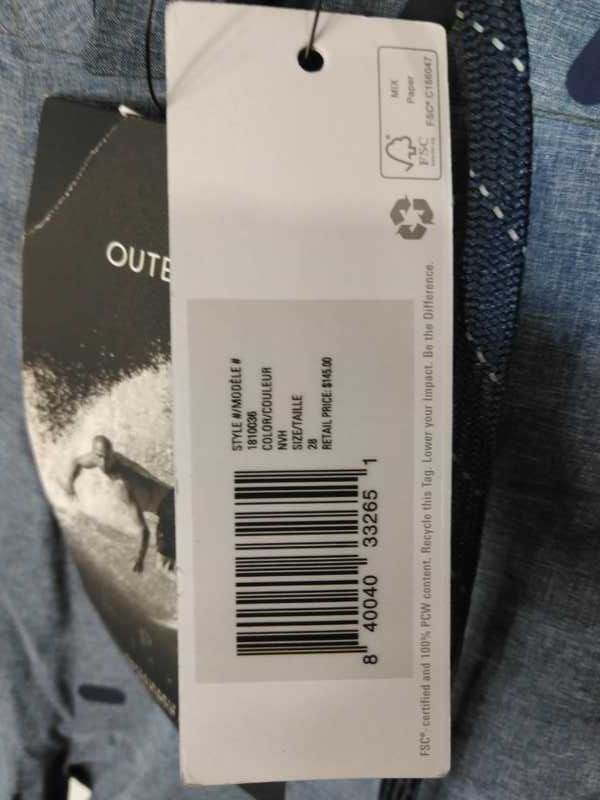 OUTE
MIX
Paper
FSC® C156047
FSC
STYLE #/MODÈLE #
1810036
COLOR/COULEUR
NVH
SIZE/TAILLE
28
RETAIL PRICE:$145.00
8 40040 33265 1
FSC®. certified and 100% PCW content. Recycle this Tag. Lower your Impact. Be the Difference.